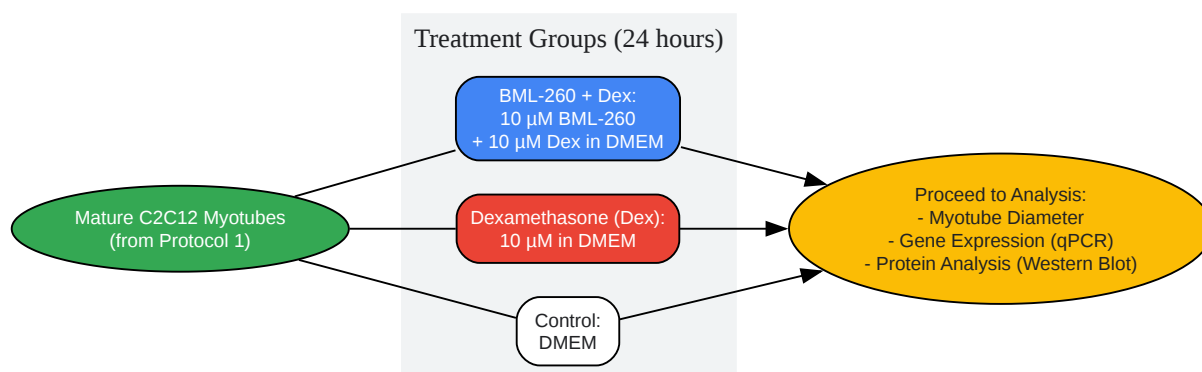 Treatment Groups (24 hours)
BML-260 + Dex:
10 µM BML-260
+ 10 µM Dex in DMEM
Mature C2C12 Myotubes
(from Protocol 1)
Dexamethasone (Dex):
10 µM in DMEM
Control:
DMEM
Proceed to Analysis:
- Myotube Diameter
- Gene Expression (qPCR)
- Protein Analysis (Western Blot)